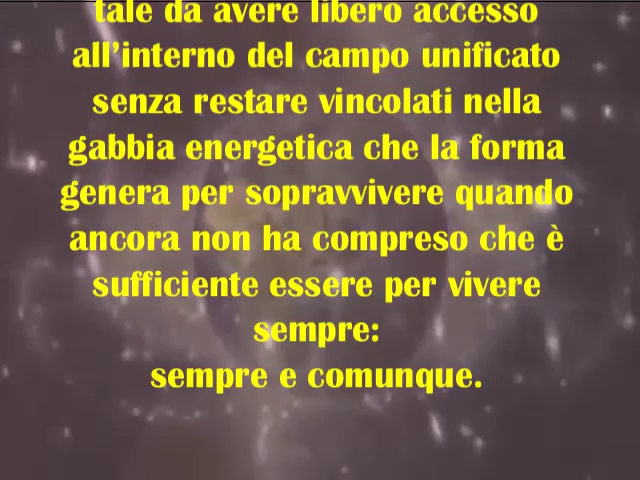 tale da avere libero accesso
all’interno del campo unificato
senza restare vincolati nella
gabbia energetica che la forma
genera per sopravvivere quando
ancora non ha compreso che è
sufficiente essere per vivere
sempre:
sempre e comunque.